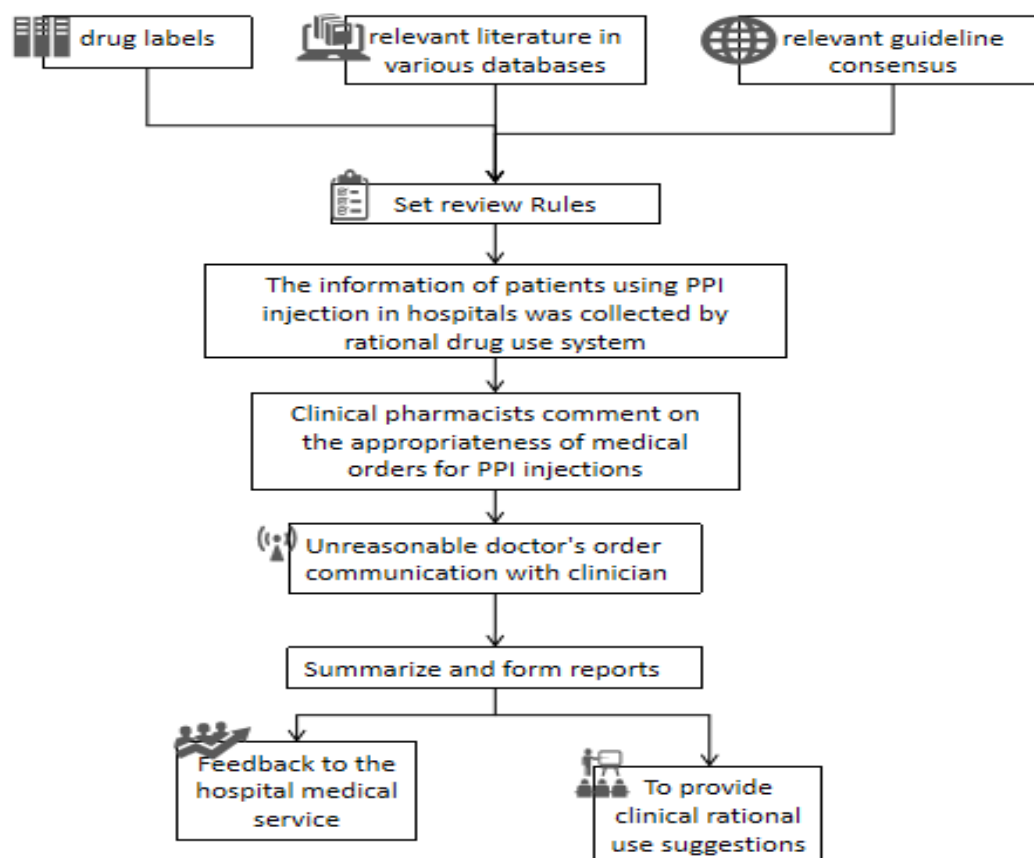 drug labels
relevant literature in
various databases
relevant guideline
consensus
Set review Rules
The information of patients using PPI
injection in hospitals was collected by
rational drug use system
Clinical pharmacists comment on
the appropriateness of medical
orders for PPI injections
Unreasonable doctor's order
communication with clinician
Summarize and form reports
Feedback to the
hospital medical
service
To provide
clinical rational
use suggestions